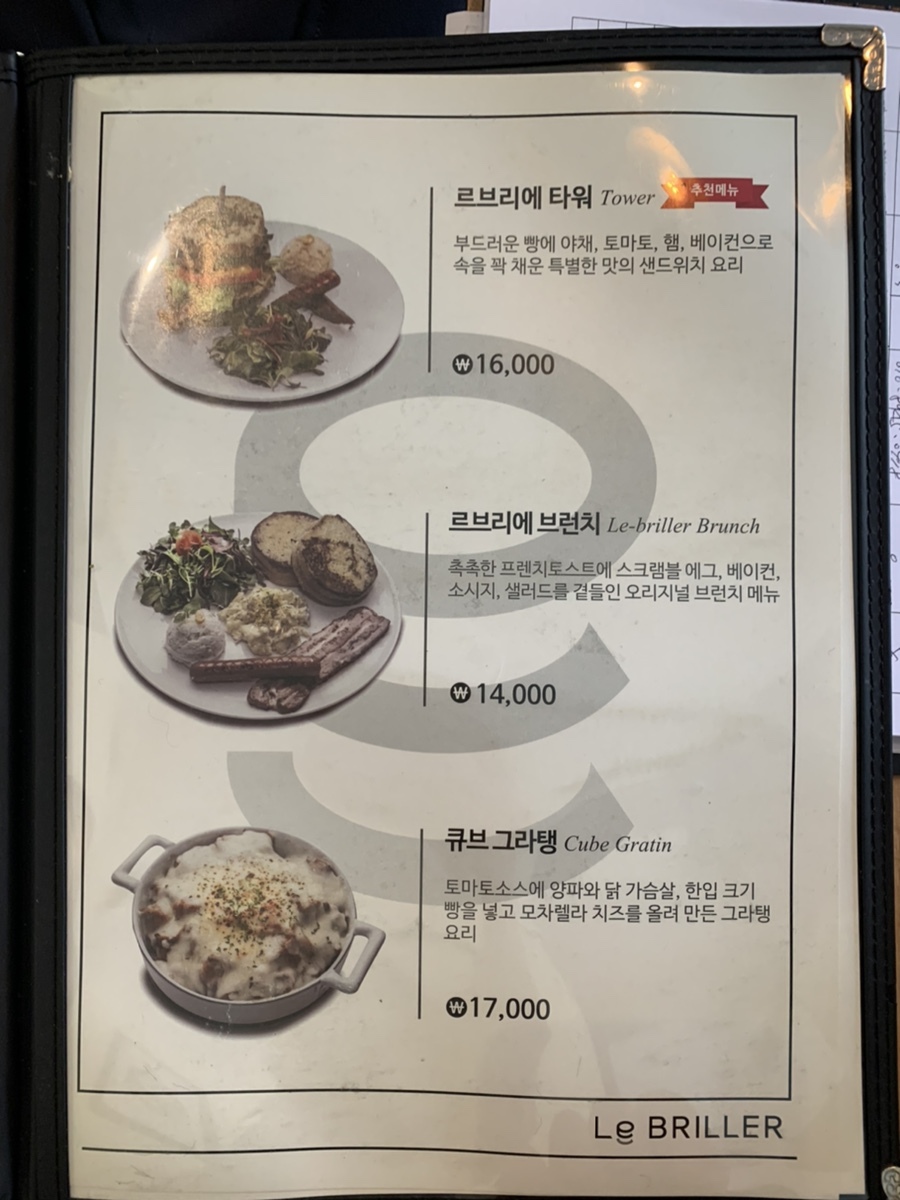 르브리에 타워 Tower 추천메뉴
부드러운 빵에 야채, 토마토, 햄, 베이컨으로
속을 꽉 채운 특별한 맛의 샌드위치 요리
₩16,000
르브리에 브런치 Le-briller Brunch
촉촉한 프렌치토스트에 스크램블 에그, 베이컨,
소시지, 샐러드를 곁들인 오리지널 브런치 메뉴
₩14,000
큐브 그라탱 Cube Gratin
토마토소스에 양파와 닭 가슴살, 한입 크기
빵을 넣고 모차렐라 치즈를 올려 만든 그라탱
요리
₩17,000
Le BRILLER